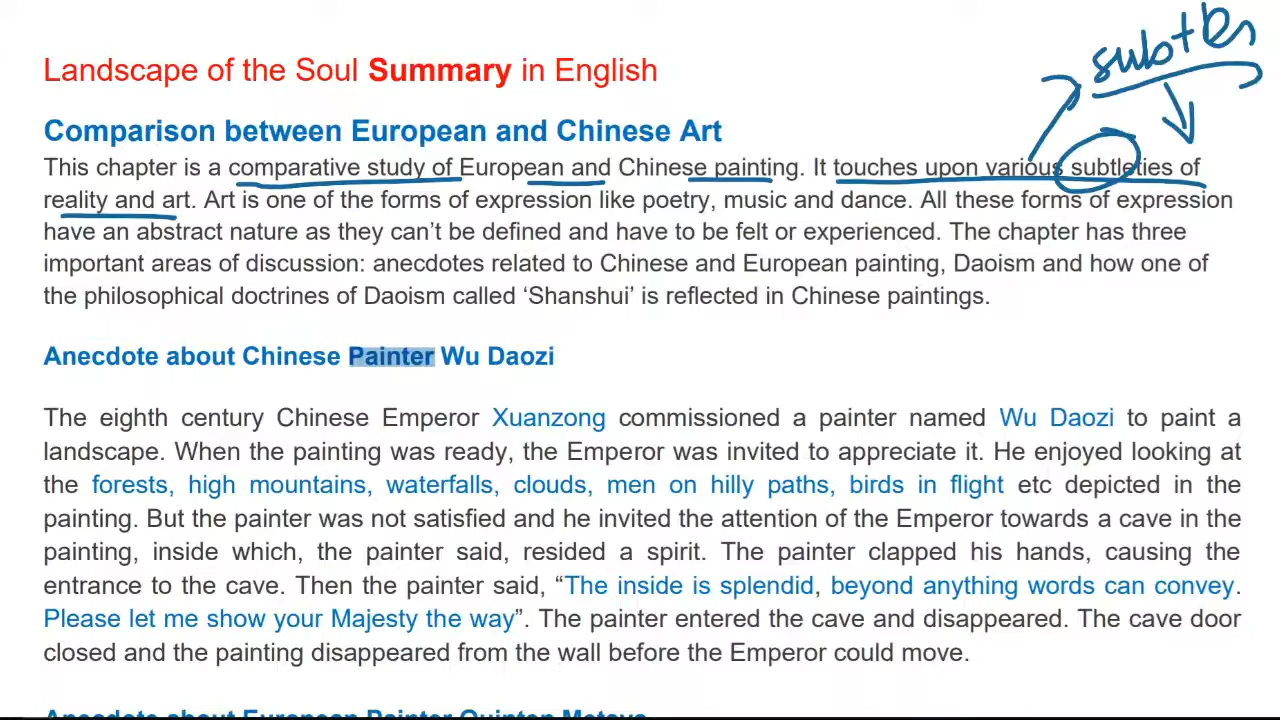 subtles
Landscape of the Soul Summary in English
Comparison between European and Chinese Art
This chapter is a comparative study of European and Chinese painting. It touches upon various subtleties of
reality and art. Art is one of the forms of expression like poetry, music and dance. All these forms of expression
have an abstract nature as they can't be defined and have to be felt or experienced. The chapter has three
important areas of discussion: anecdotes related to Chinese and European painting, Daoism and how one of
the philosophical doctrines of Daoism called ‘Shanshui’ is reflected in Chinese paintings.
Anecdote about Chinese Painter Wu Daozi
The eighth century Chinese Emperor Xuanzong commissioned a painter named Wu Daozi to paint a
landscape. When the painting was ready, the Emperor was invited to appreciate it. He enjoyed looking at
the forests, high mountains, waterfalls, clouds, men on hilly paths, birds in flight etc depicted in the
painting. But the painter was not satisfied and he invited the attention of the Emperor towards a cave in the
painting, inside which, the painter said, resided a spirit. The painter clapped his hands, causing the
entrance to the cave. Then the painter said, “The inside is splendid, beyond anything words can convey.
Please let me show your Majesty the way”. The painter entered the cave and disappeared. The cave door
closed and the painting disappeared from the wall before the Emperor could move.
Anecdote about European Painter Quinten Metsys